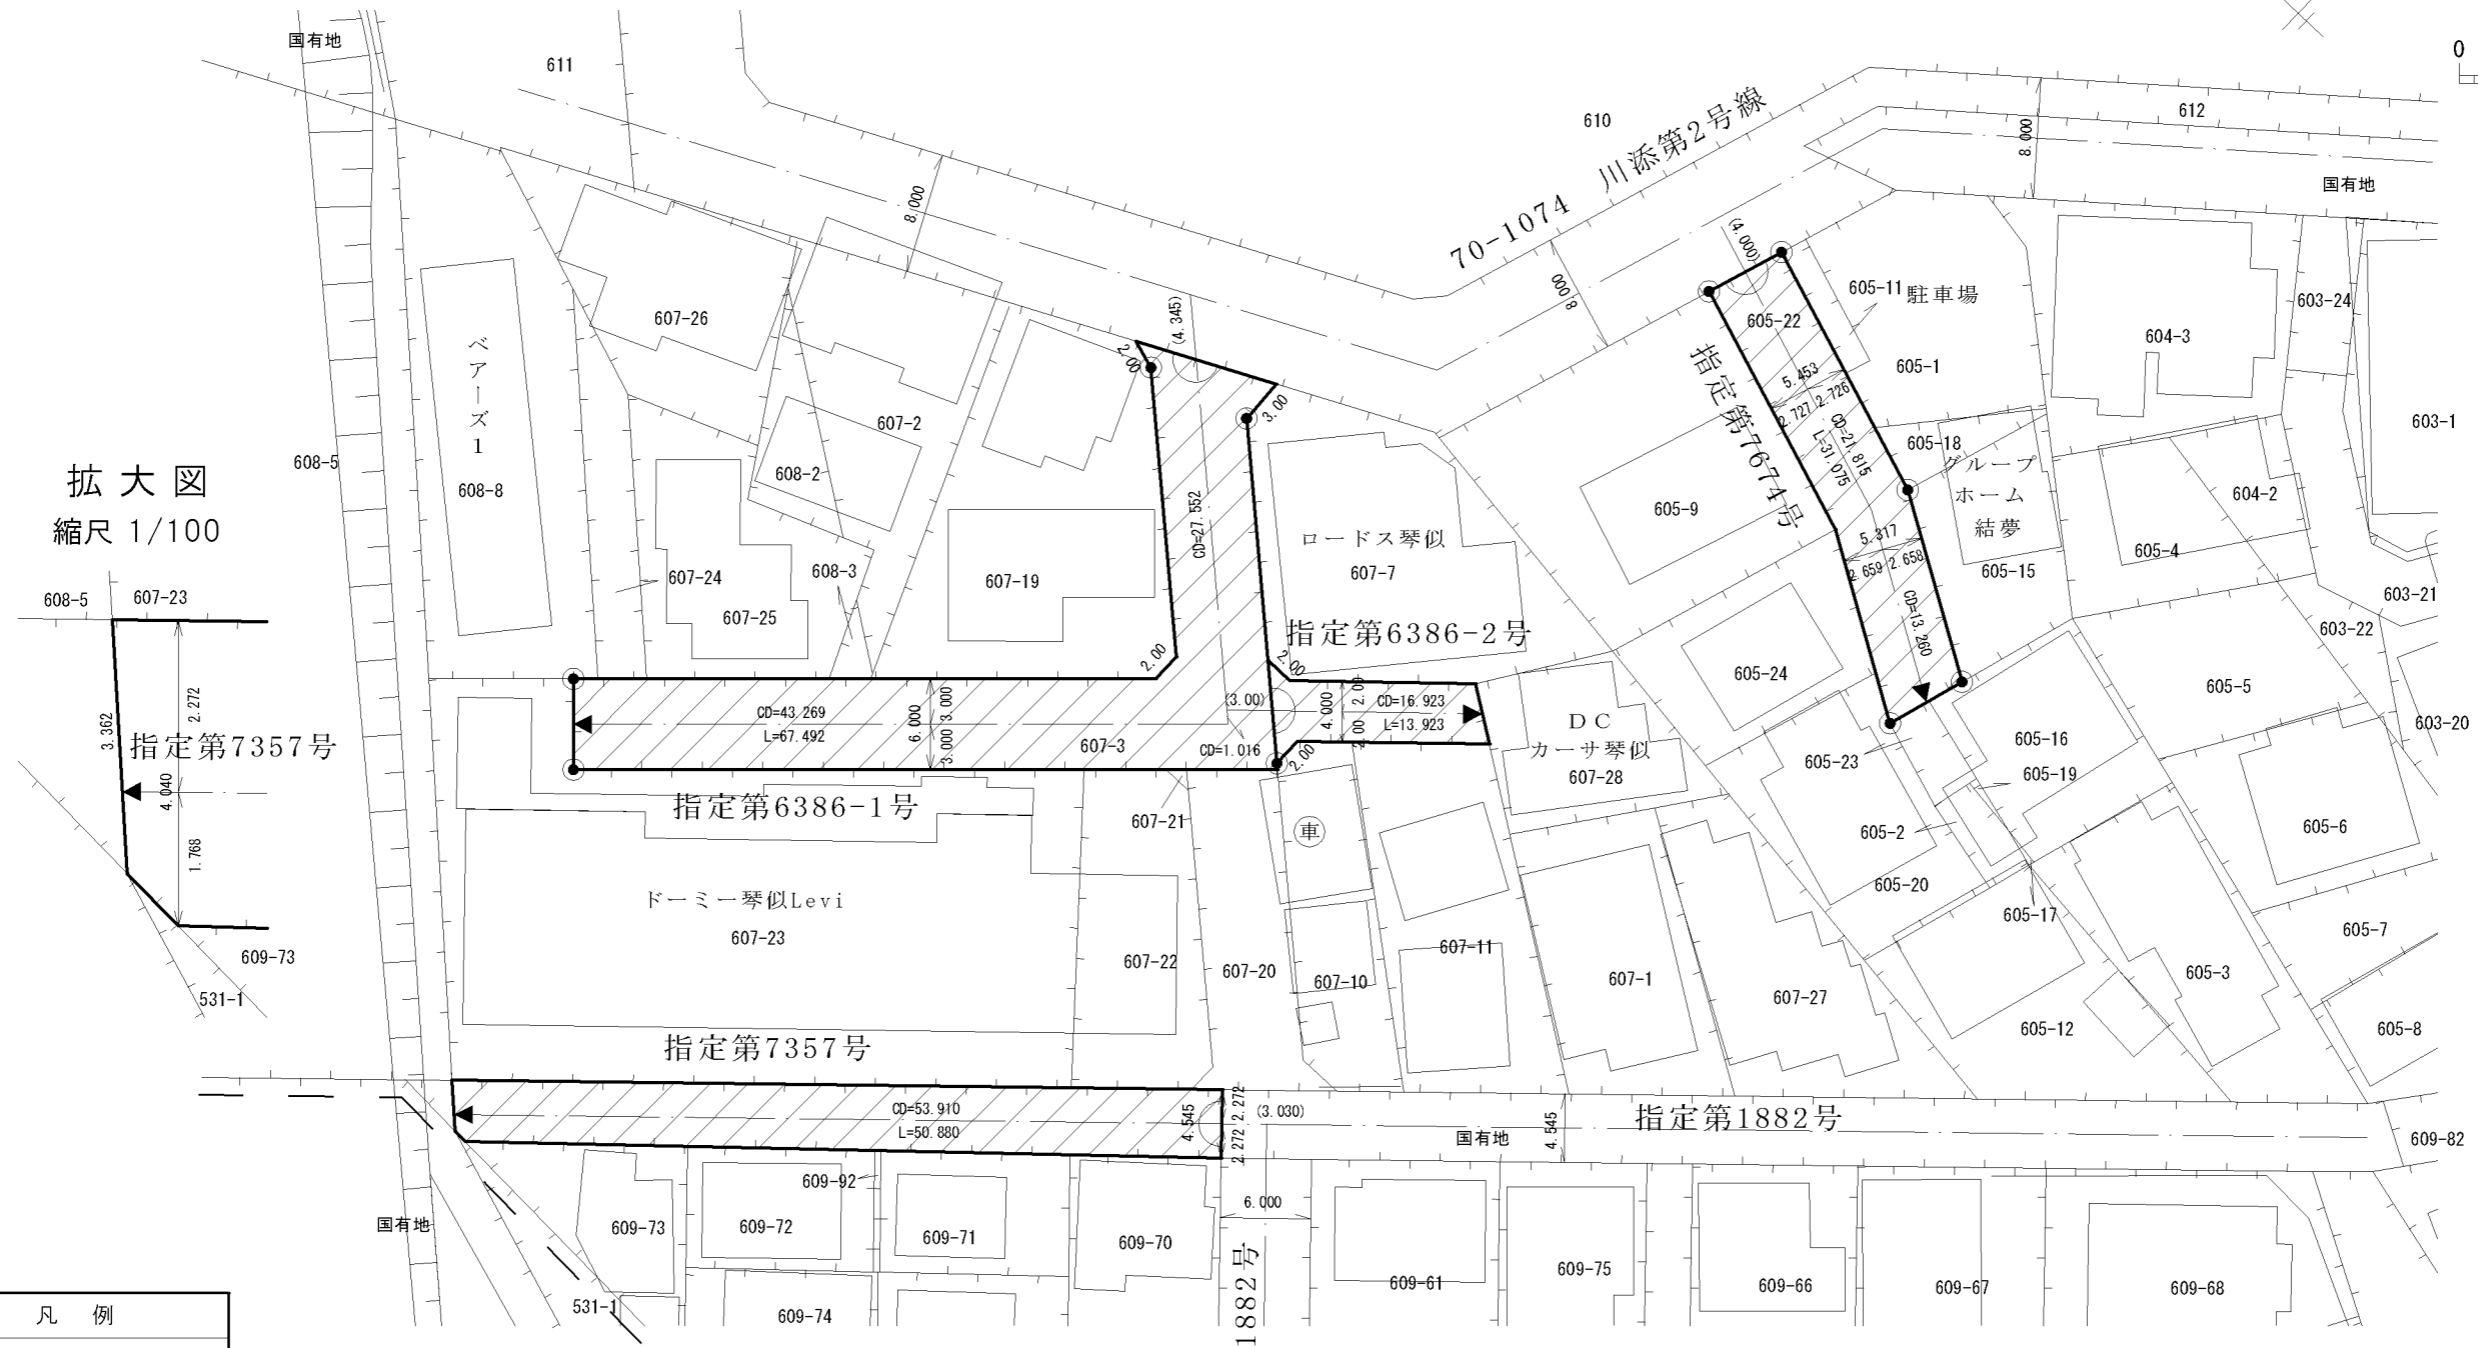 国有地
611
610
70-1074 川添第2号線
612
0
8.000
国有地
8.000
8.000
(4.000)
(4.345)
607-26
ベアーズ1
608-8
608-5
607-2
608-2
2.00
3.00
605-22
605-11
駐車場
605-1
604-3
603-24
603-1
指定第7674号
5.453
2.727
2.726
CD=21.815
L=31.075
605-18
グループ
ホーム
結夢
605-15
604-2
605-4
603-21
603-22
605-9
5.317
2.659
2.658
CD=13.260
拡大図
縮尺 1/100
608-5
607-23
3.362
2.272
指定第7357号
4.040
1.768
609-73
531-1
607-24
607-25
608-3
607-19
CD=27.552
ロードス琴似
607-7
指定第6386-2号
2.00
2.00
605-24
605-5
603-20
CD=43.269
L=67.492
6.000
3.000
3.000
607-3
(3.00)
CD=1.016
4.000
2.00
2.00
CD=16.923
L=13.923
2.00
DC
カーサ琴似
607-28
605-23
605-16
605-19
605-2
605-6
指定第6386-1号
607-21
車
605-20
605-17
605-7
605-3
ドーミー琴似Levi
607-23
607-22
607-20
607-10
607-11
607-1
607-27
605-12
605-8
指定第7357号
CD=53.910
L=50.880
4.545
2.272
2.272
(3.030)
国有地
4.545
指定第1882号
609-82
6.000
1882号
国有地
531-1
609-73
609-92
609-72
609-71
609-70
609-74
609-61
609-75
609-66
609-67
609-68
凡例